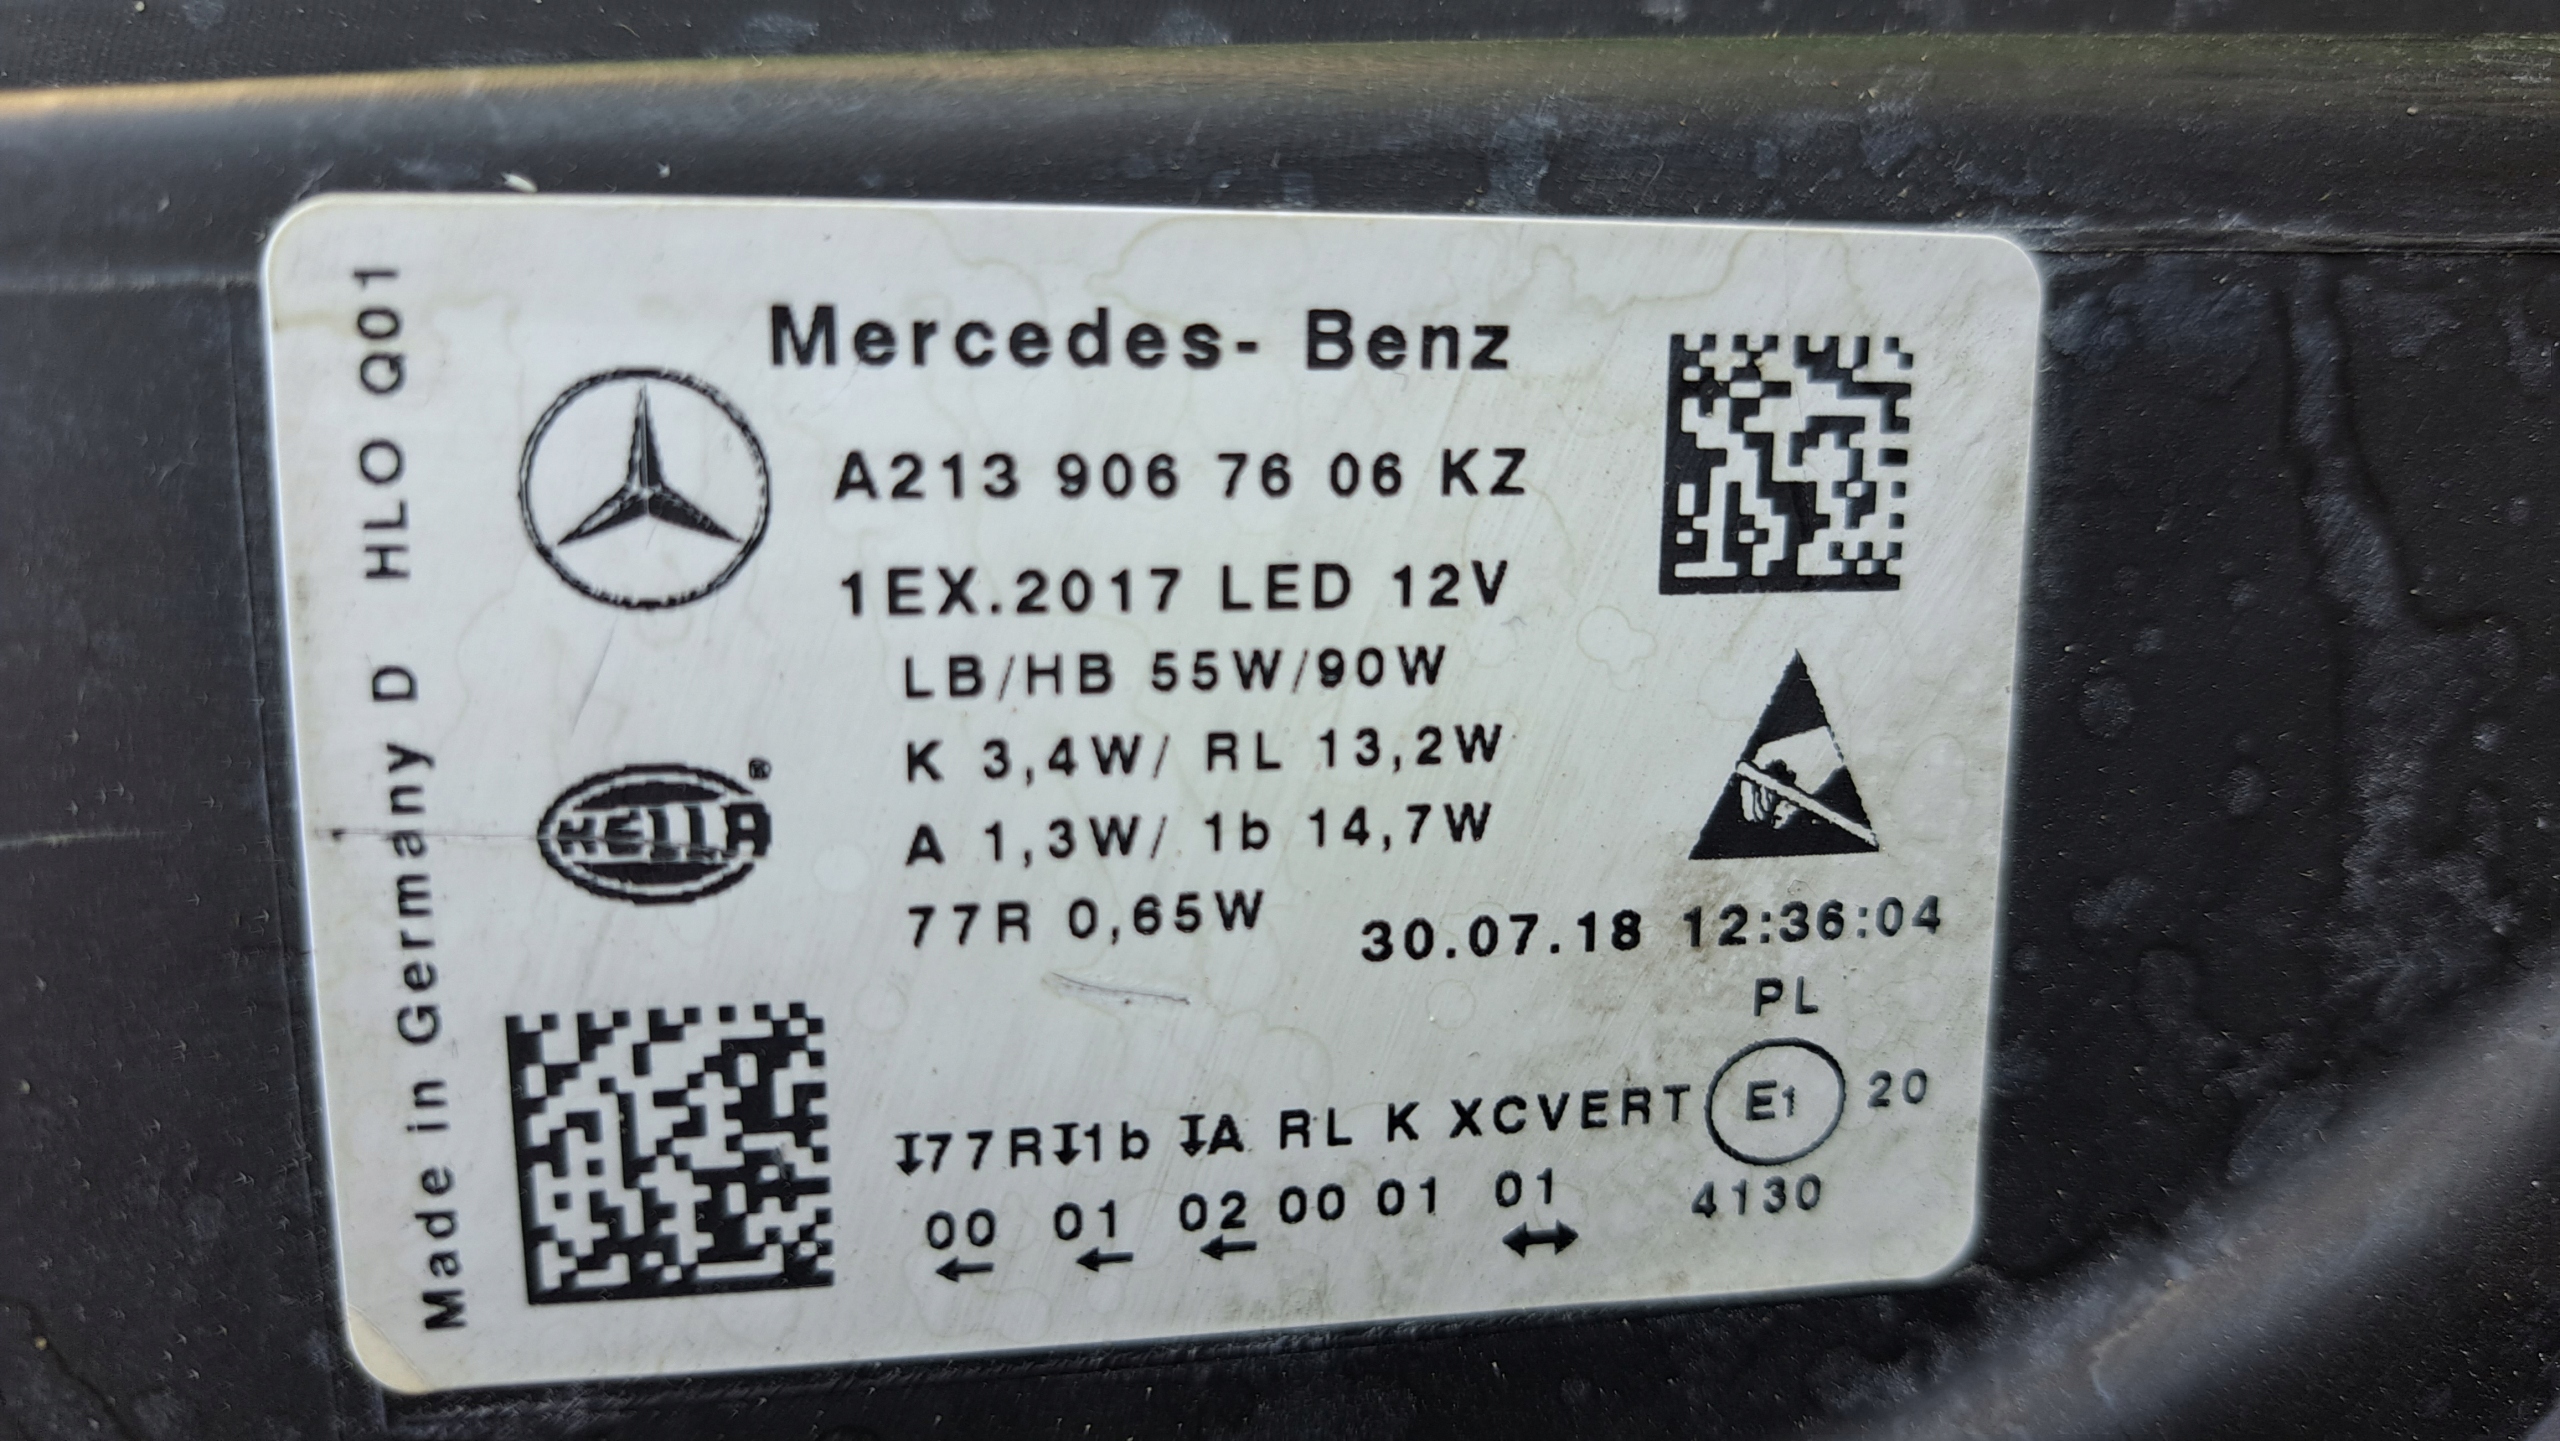 Mercedes- Benz
A213 906 76 06 KZ
1EX.2017 LED 12V
LB/HB 55W/90W
K 3,4W/ RL 13,2W
A 1,3W/ 1b 14,7W
77R 0,65W
30.07.18 12:36:04
PL
HELLA®
I77RI1b IA RL K XCVERT E1 20
00 01 02 00 01 01 4130
← ← ← ↔
Made in Germany D HLO Q01